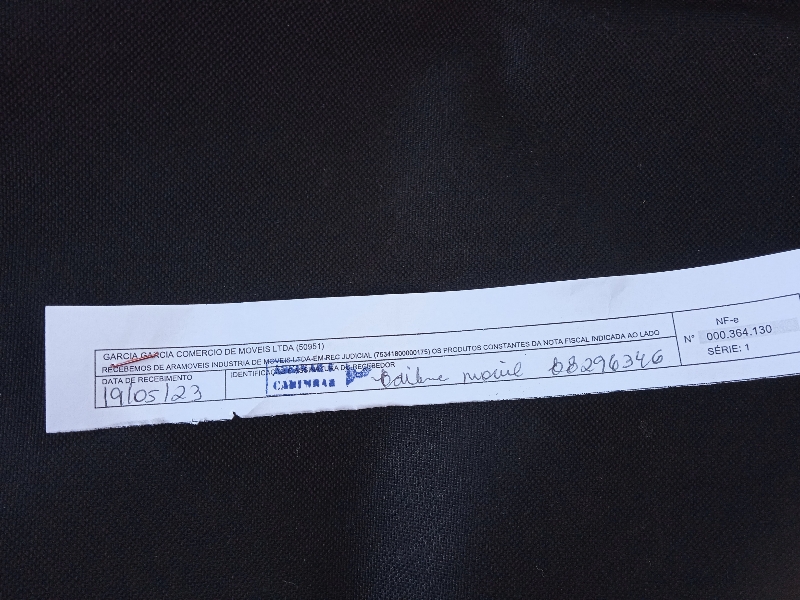 GARCIA GARCIA COMERCIO DE MOVEIS LTDA (50951)
RECEBEMOS DE ARAMOVEIS INDUSTRIA DE MOVEIS LTDA EM REC JUDICIAL (75341800000175) OS PRODUTOS CONSTANTES DA NOTA FISCAL INDICADA AO LADO
DATA DE RECEBIMENTO
19/05/23
RECEBEDOR
08296346
NF-e
N° 000.364.130
SÉRIE: 1